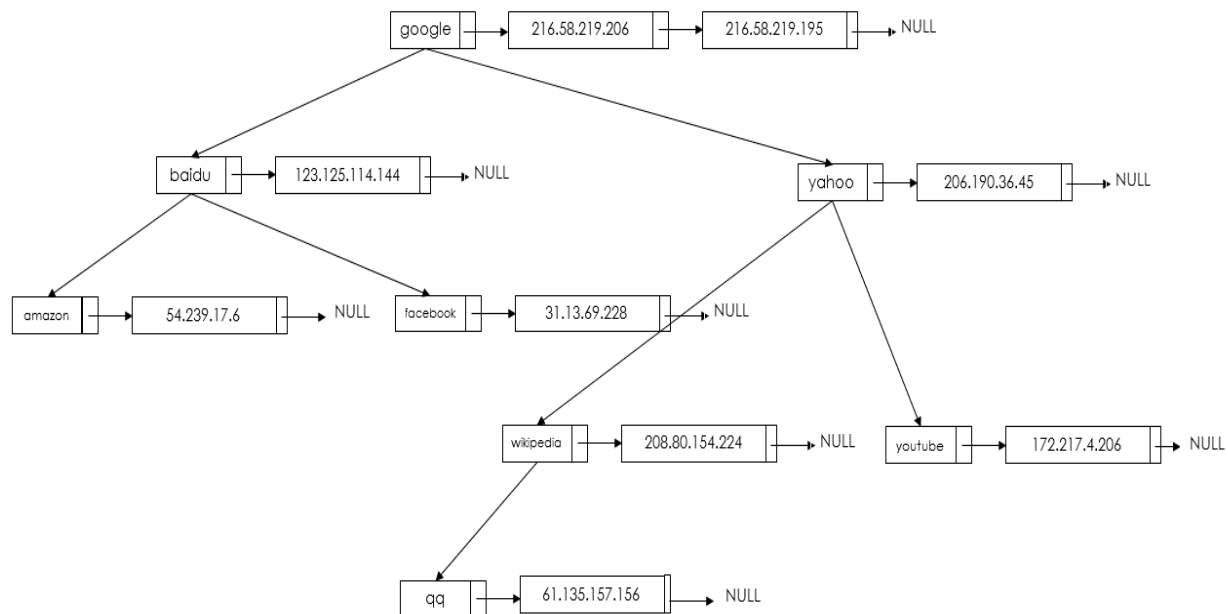 google 216.58.219.206 216.58.219.195 NULL
baidu 123.125.114.144 NULL
yahoo 206.190.36.45 NULL
amazon 54.239.17.6 NULL
facebook 31.13.69.228 NULL
wikipedia 208.80.154.224 NULL
youtube 172.217.4.206 NULL
qq 61.135.157.156 NULL